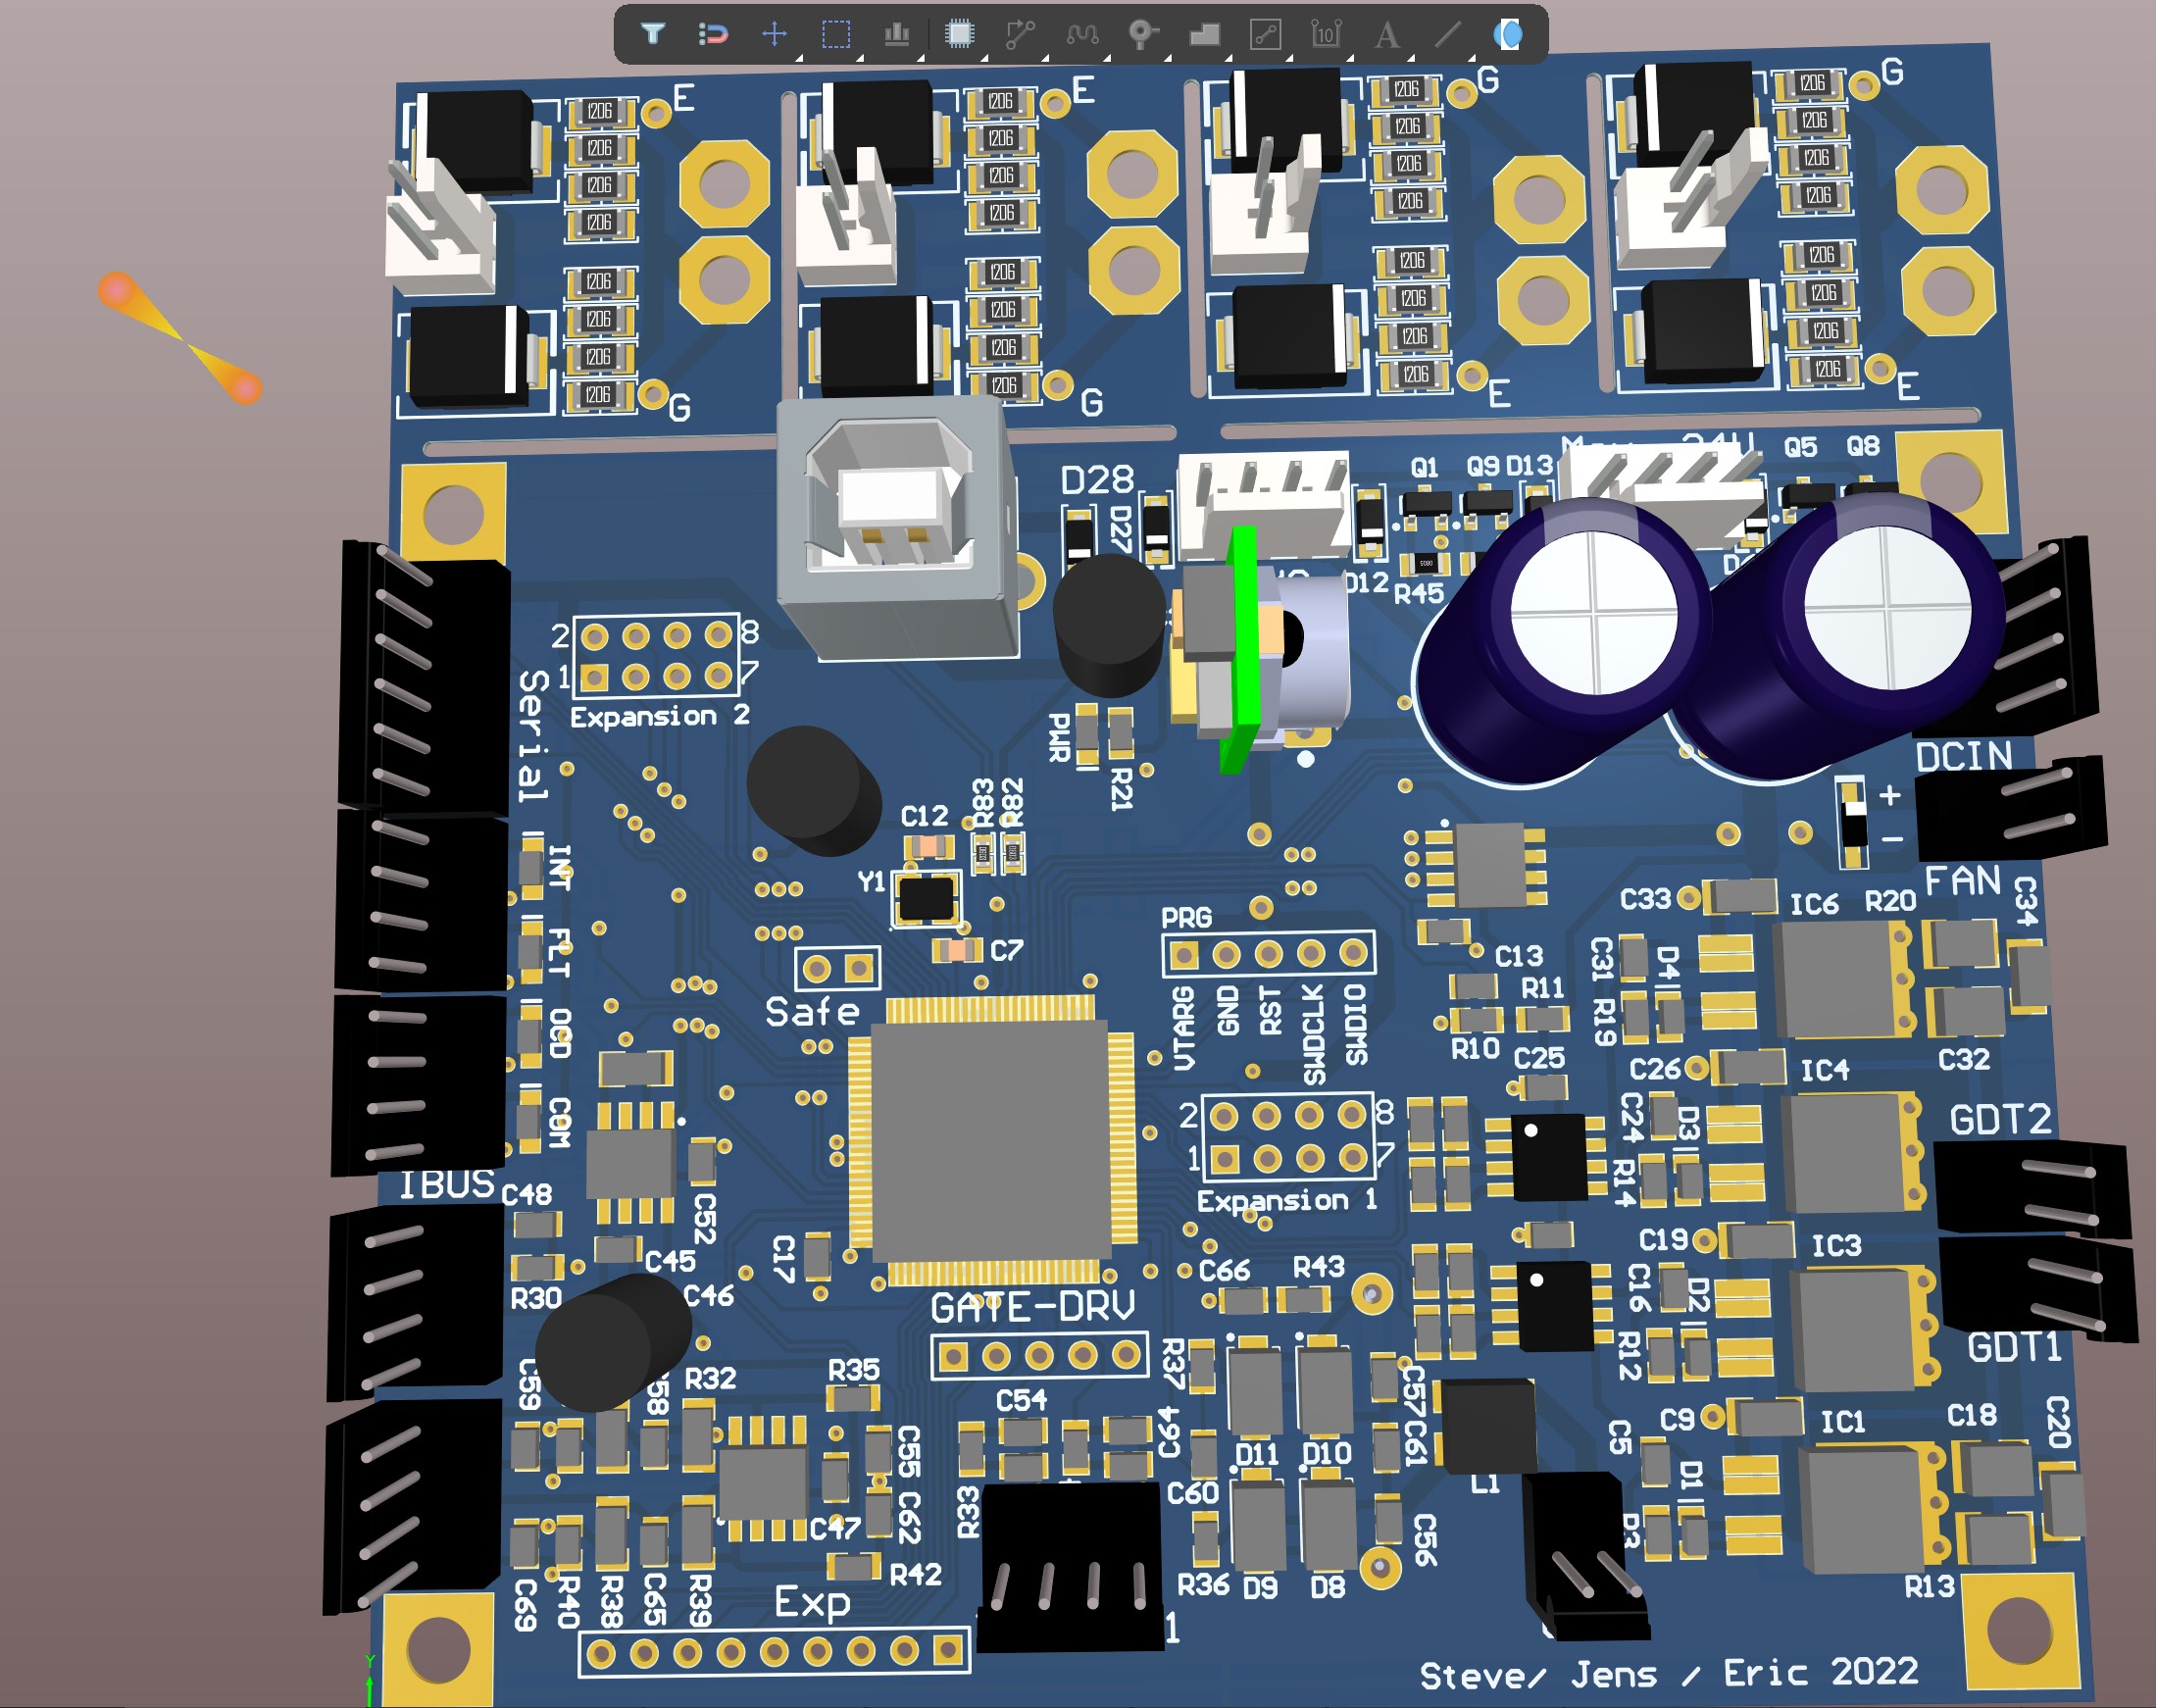 10 A
E E G G
1206 1206 1206 1206
1206 1206 1206 1206
1206 1206 1206 1206
1206 1206 1206 1206
1206 1206 1206 1206
1206 1206 1206 1206
1206 1206 1206 1206
1206 1206 1206 1206
G G E E
D28 D27 Q1 Q9 D13 Q5 Q8
D12 R45
2 8
1 7
Expansion 2
Serial
PWR R21
DCIN
+
-
FAN
C12 R83 R82
Y1
C7
INT
FLT
OCD
COM
Safe
PRG
VTARG GND RST SWDCLK SWDIO
C13 R11
R10
C25
C33 IC6 R20 C34
C31 D4
R19
C32
C26 IC4
C24 D3
R14
GDT2
2 8
1 7
Expansion 1
IBUS
C48
C52
C45
R30
C46
C17
C66 R43
C19 IC3
C16 D2
R12
GDT1
GATE-DRV
C59 R32 R35
R37
C57
D11 D10
C54 C64
C61
C9 IC1 C18 C20
C5 D1
L1
C55
C60
R33
C47 C62
C56
R42
R36 D9 D8
R13
C69 R40 R38 C65 R39
Exp
1
Steve/ Jens / Eric 2022
Y